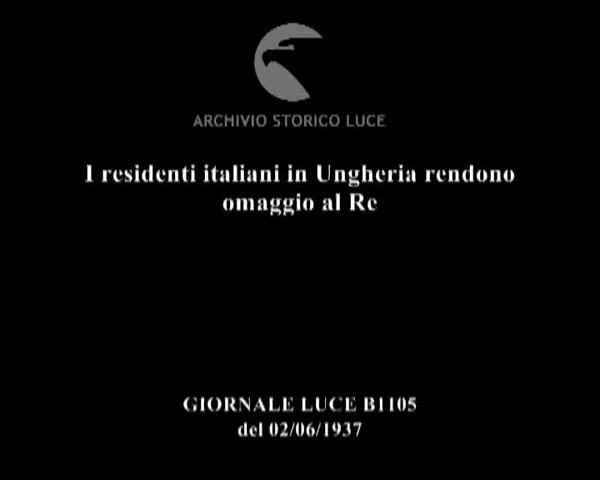 ARCHIVIO STORICO LUCE
I residenti italiani in Ungheria rendono
omaggio al Re
GIORNALE LUCE B1105
del 02/06/1937